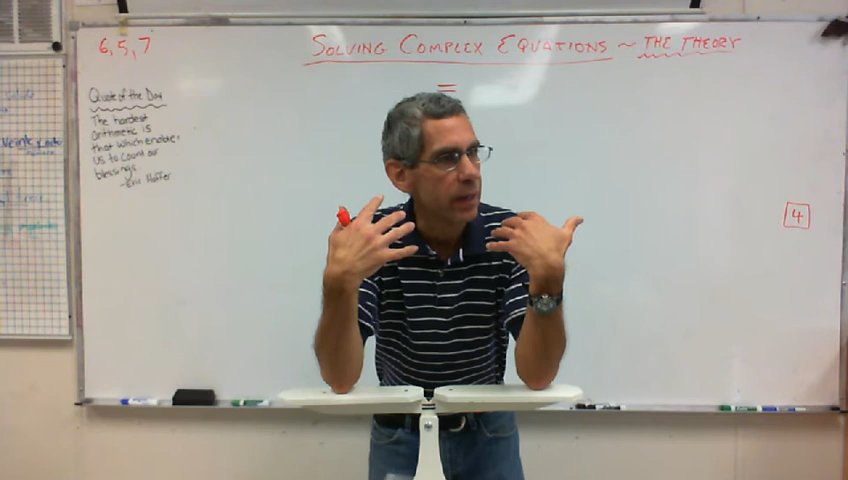 6, 5, 7
SOLVING COMPLEX EQUATIONS ~ THE THEORY
=
Quote of the Day
The hardest
arithmetic is
that which enables
us to count our
blessings
-Eric Hoffer
4